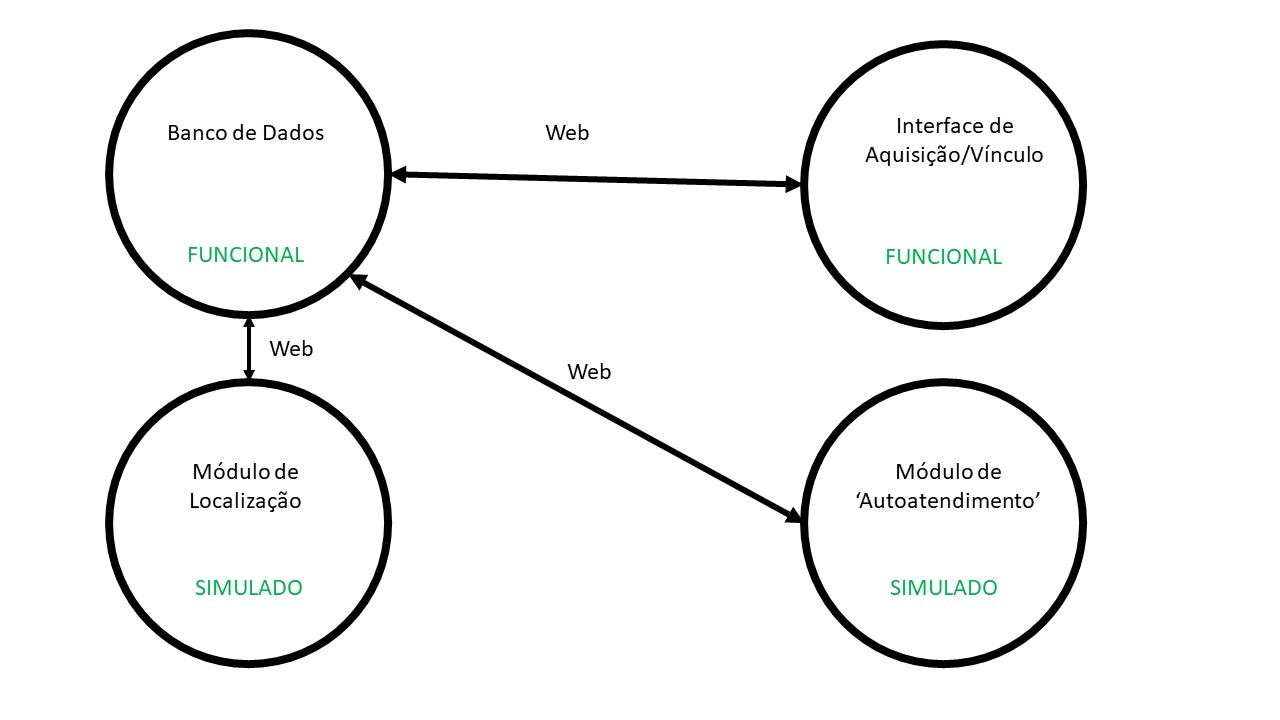 Banco de Dados
FUNCIONAL
Web
Interface de
Aquisição/Vínculo
FUNCIONAL
Web
Web
Módulo de
Localização
SIMULADO
Módulo de
‘Autoatendimento’
SIMULADO